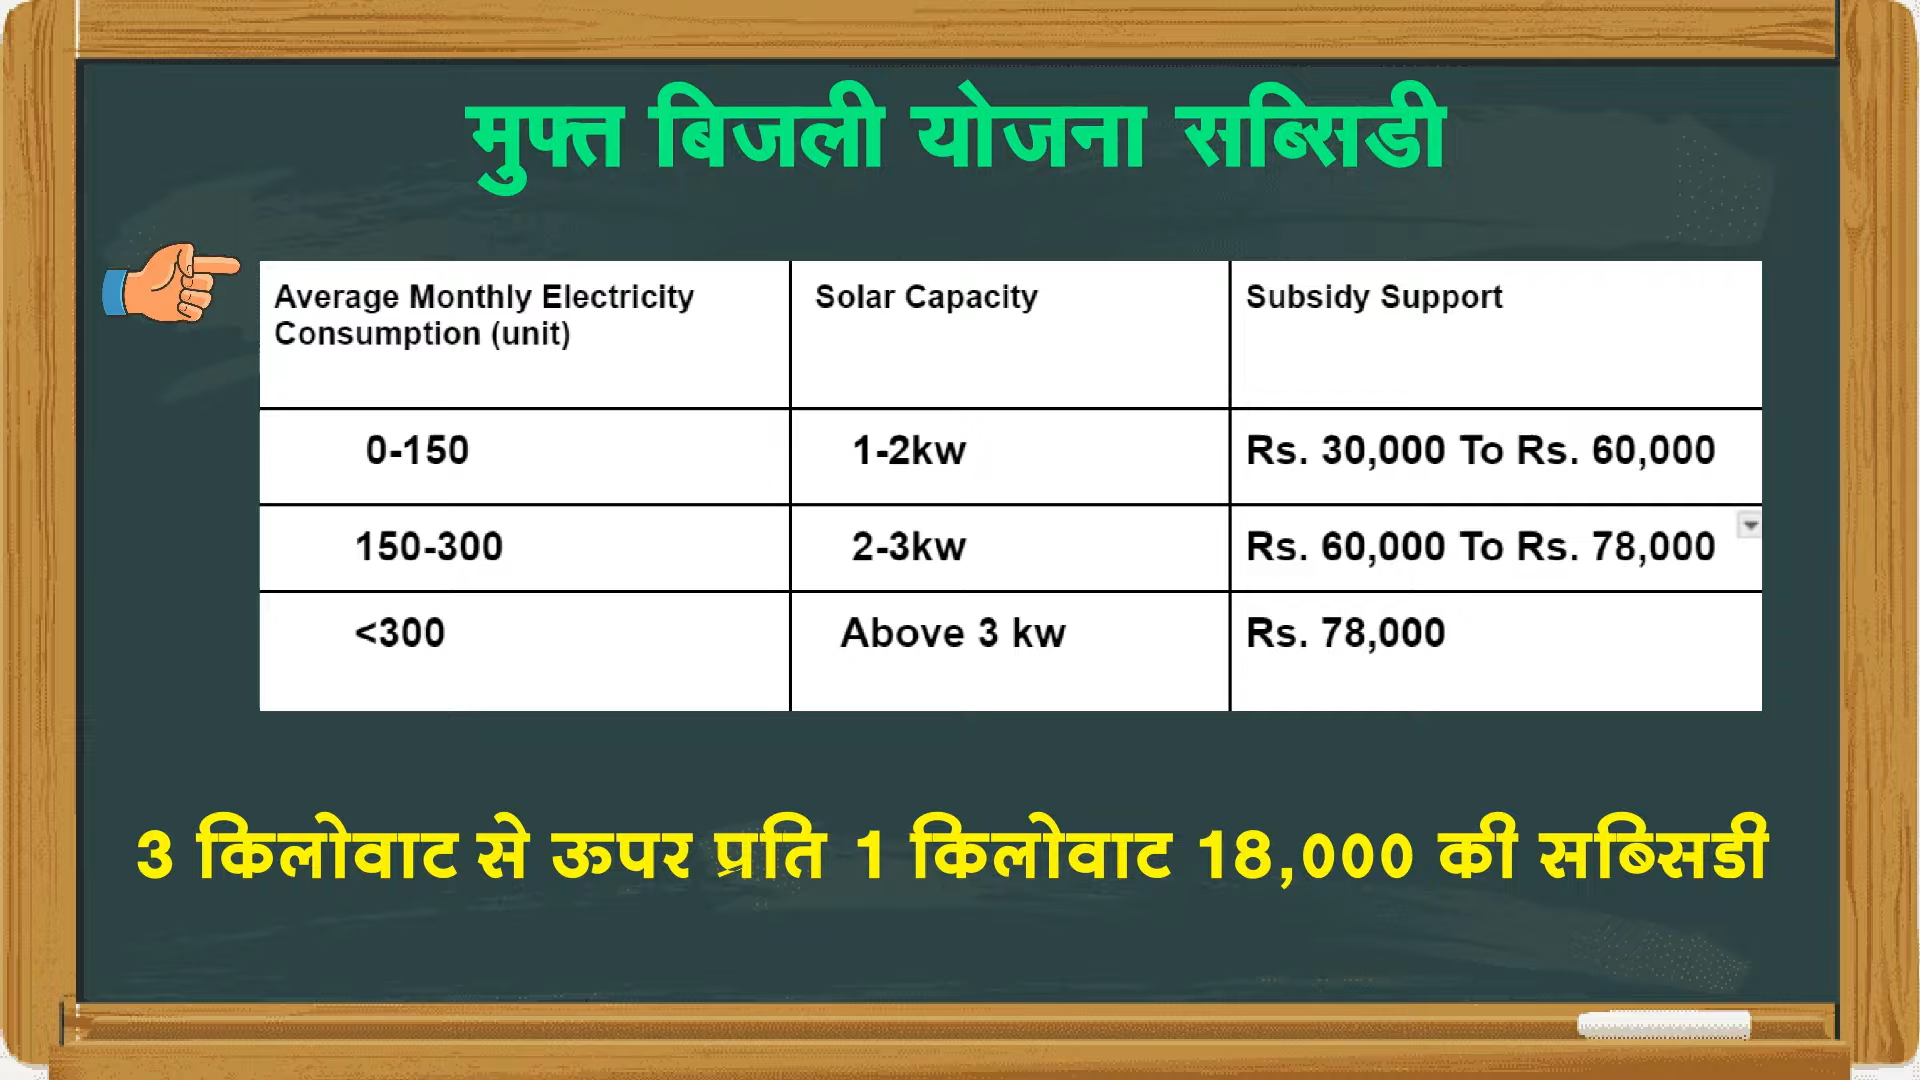 मुफ्त बिजली योजना सब्सिडी
Average Monthly Electricity Consumption (unit) Solar Capacity Subsidy Support
0-150 1-2kw Rs. 30,000 To Rs. 60,000
150-300 2-3kw Rs. 60,000 To Rs. 78,000
<300 Above 3 kw Rs. 78,000
3 किलोवाट से ऊपर प्रति 1 किलोवाट 18,000 की सब्सिडी